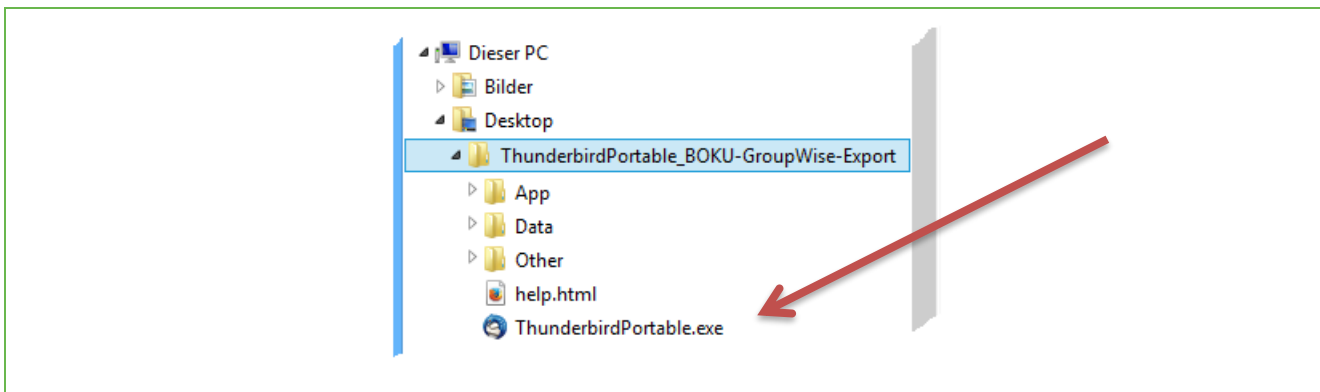 Dieser PC
Bilder
Desktop
ThunderbirdPortable_BOKU-GroupWise-Export
App
Data
Other
help.html
ThunderbirdPortable.exe